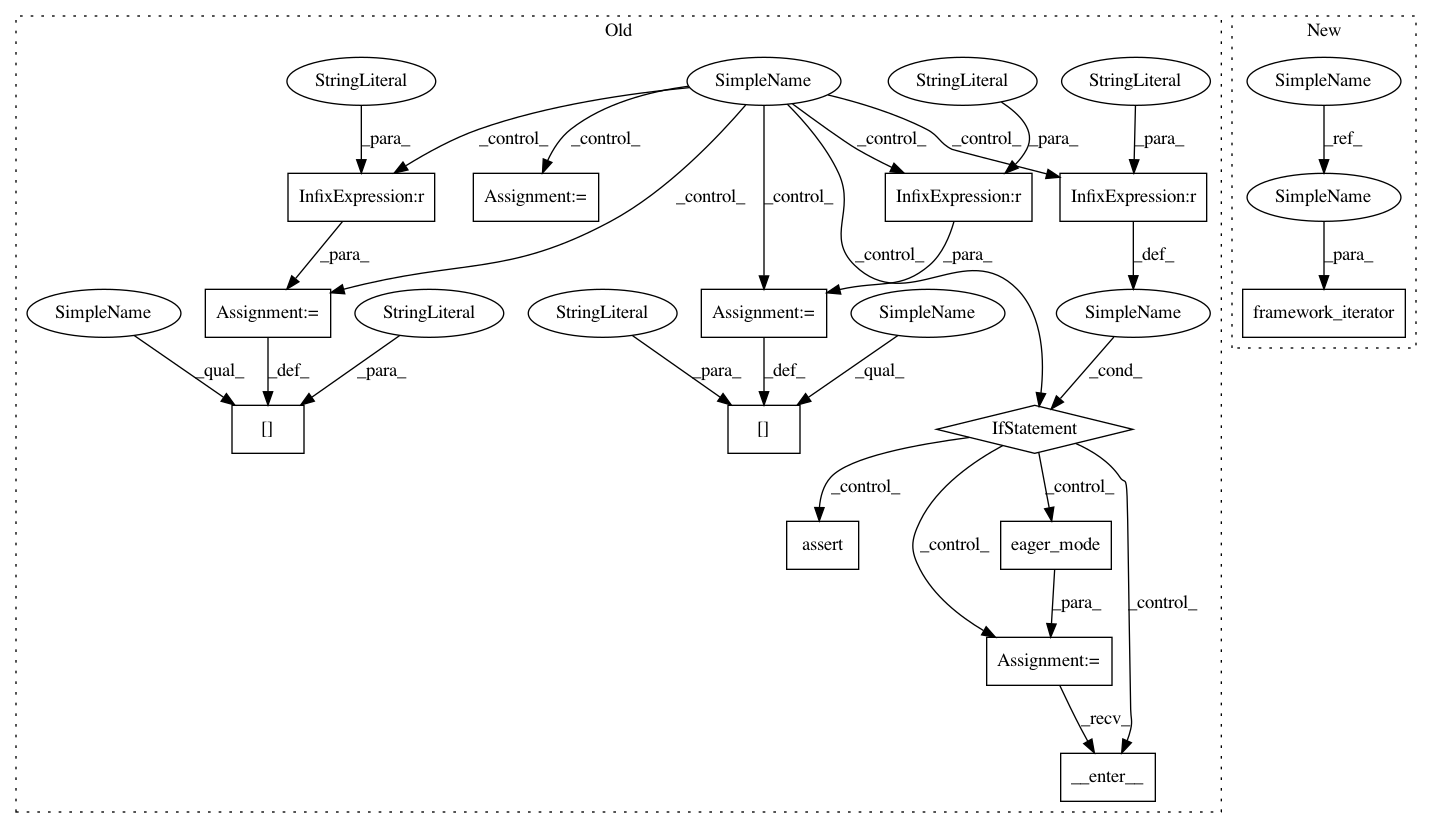 Old
New
StringLiteral
SimpleName
StringLiteral
StringLiteral
SimpleName
_para_
_control_
_control_
_control_
_para_
_control_
_para_
_ref_
InfixExpression:r
Assignment:=
InfixExpression:r
InfixExpression:r
SimpleName
_control_
_control_
_para_
_control_
_para_
_def_
_para_
SimpleName
Assignment:=
StringLiteral
StringLiteral
Assignment:=
SimpleName
SimpleName
framework_iterator
_qual_
_def_
_para_
_para_
_def_
_qual_
_cond_
[]
[]
IfStatement
_control_
_control_
_control_
_control_
assert
eager_mode
_para_
Assignment:=
_recv_
__enter__